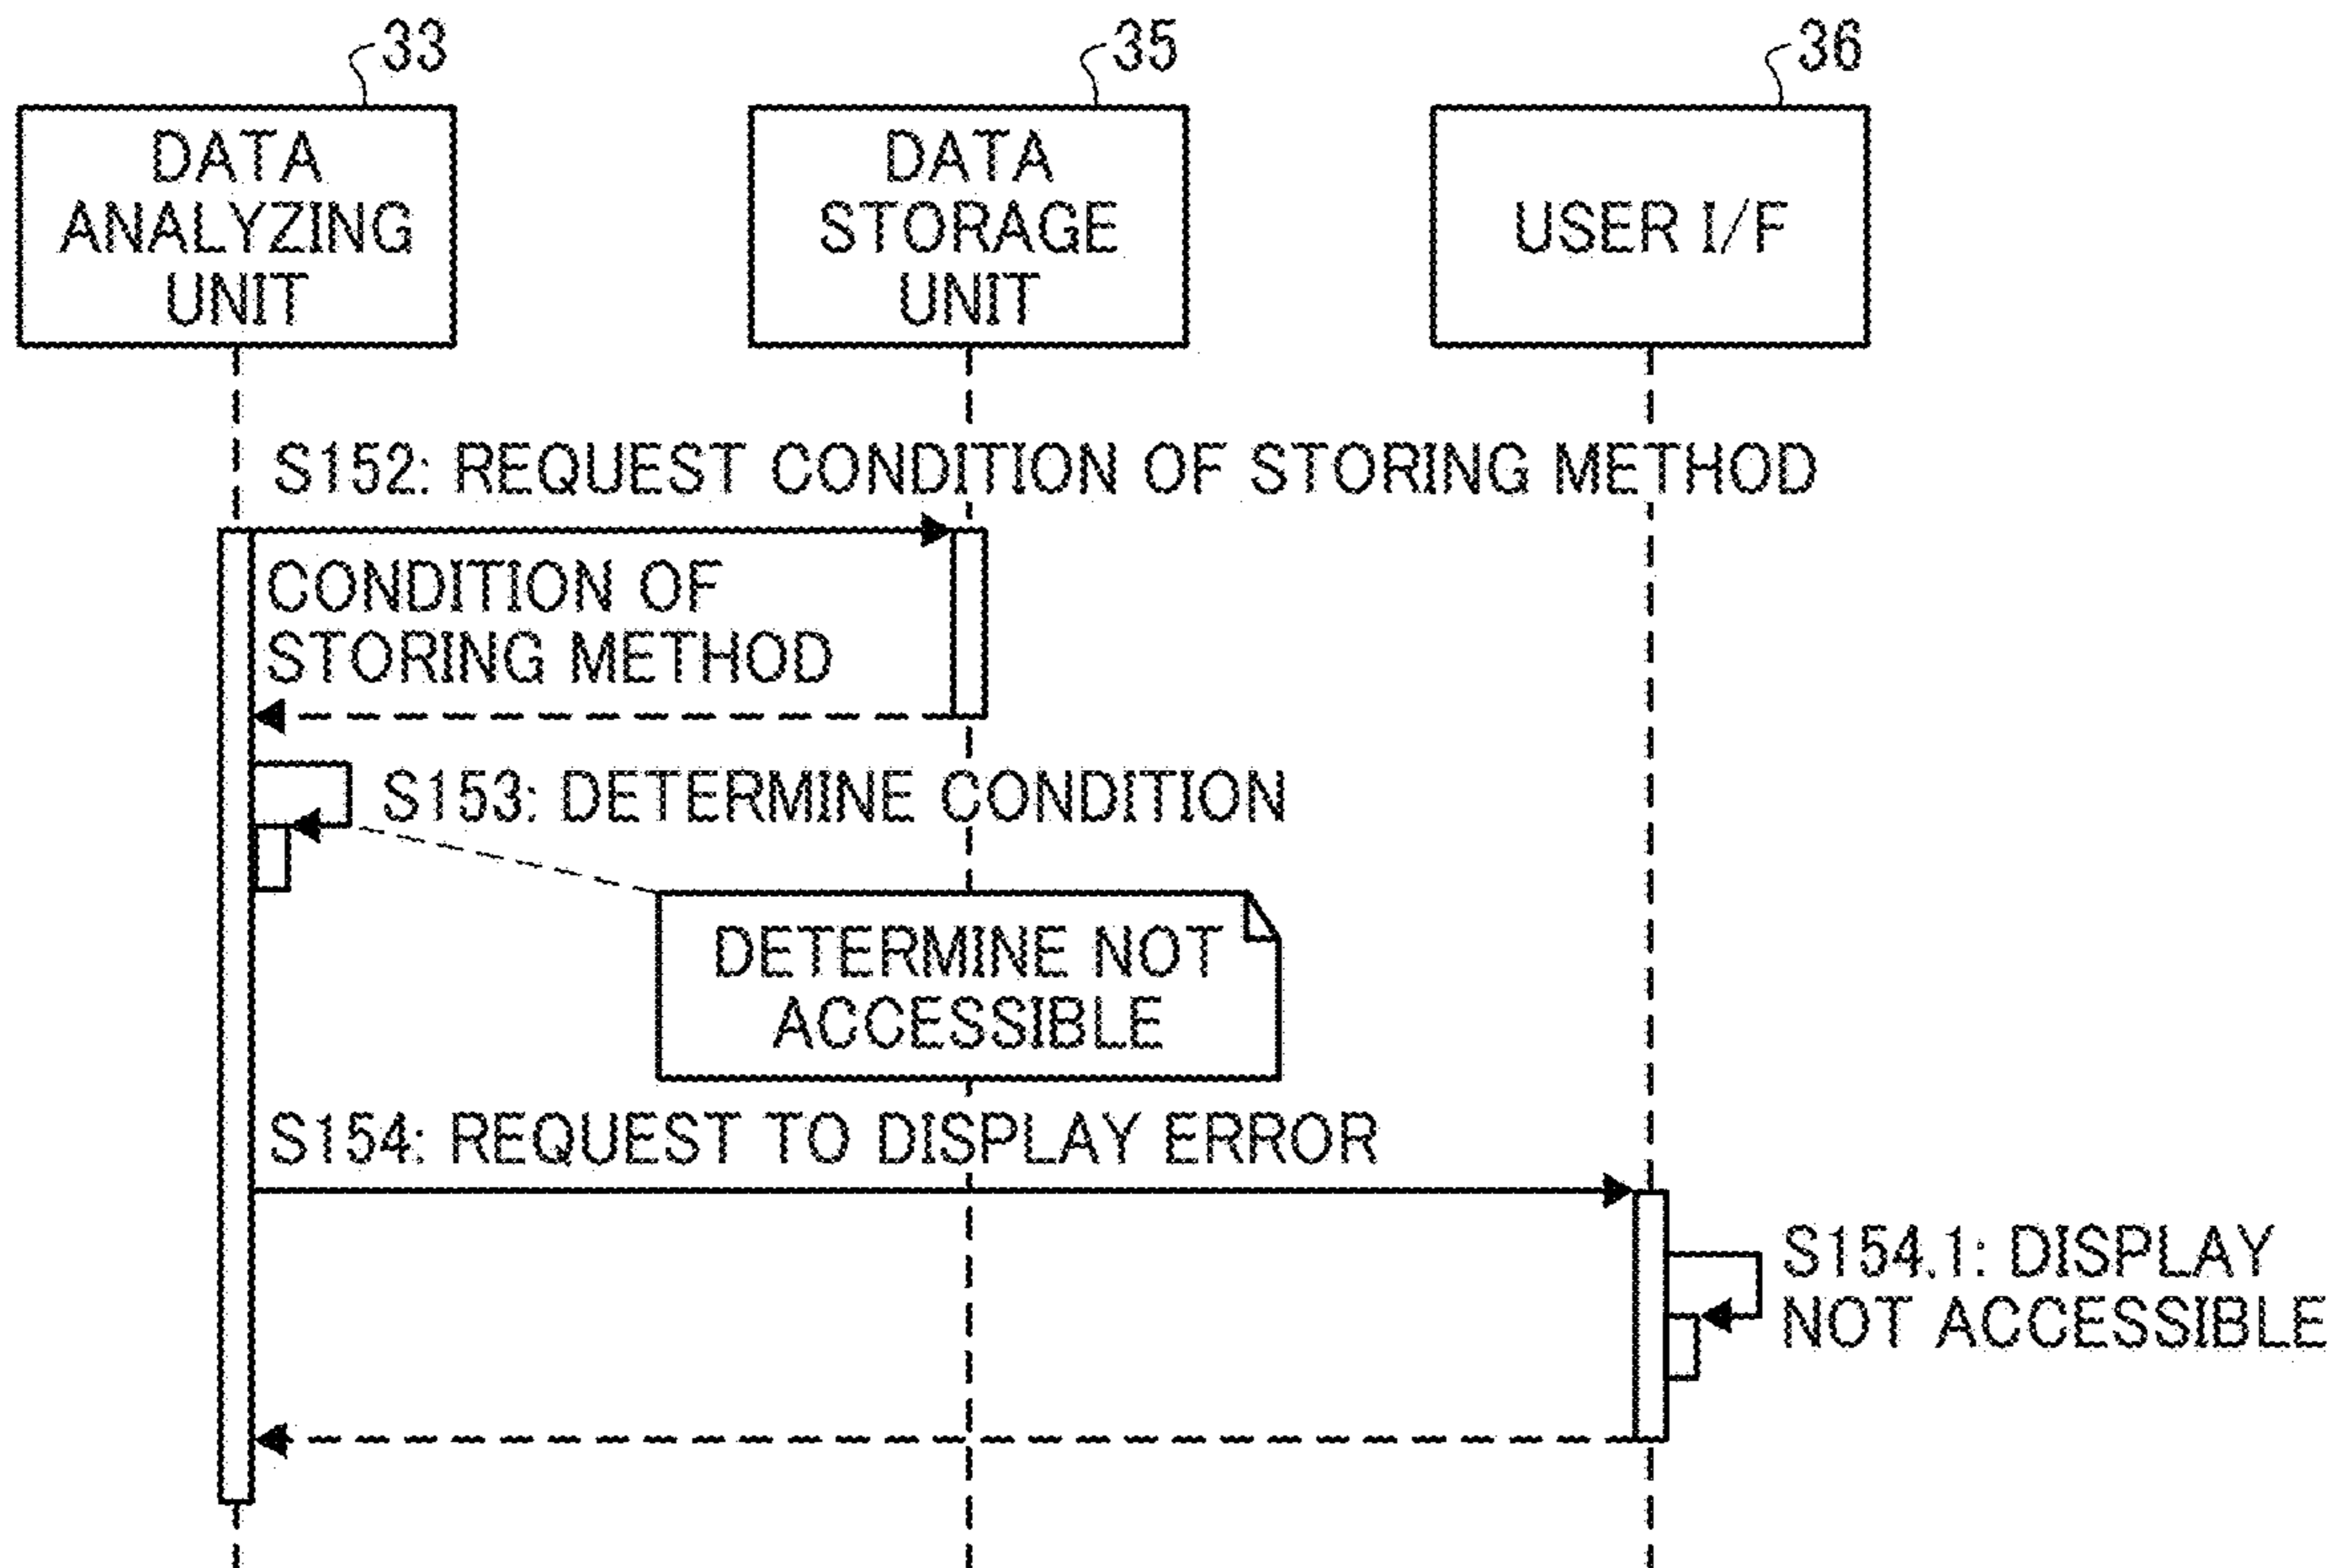 33
35
36
DATA
ANALYZING
UNIT
DATA
STORAGE
UNIT
USER I/F
S152: REQUEST CONDITION OF STORING METHOD
CONDITION OF
STORING METHOD
S153: DETERMINE CONDITION
DETERMINE NOT
ACCESSIBLE
S154: REQUEST TO DISPLAY ERROR
S154.1: DISPLAY
NOT ACCESSIBLE